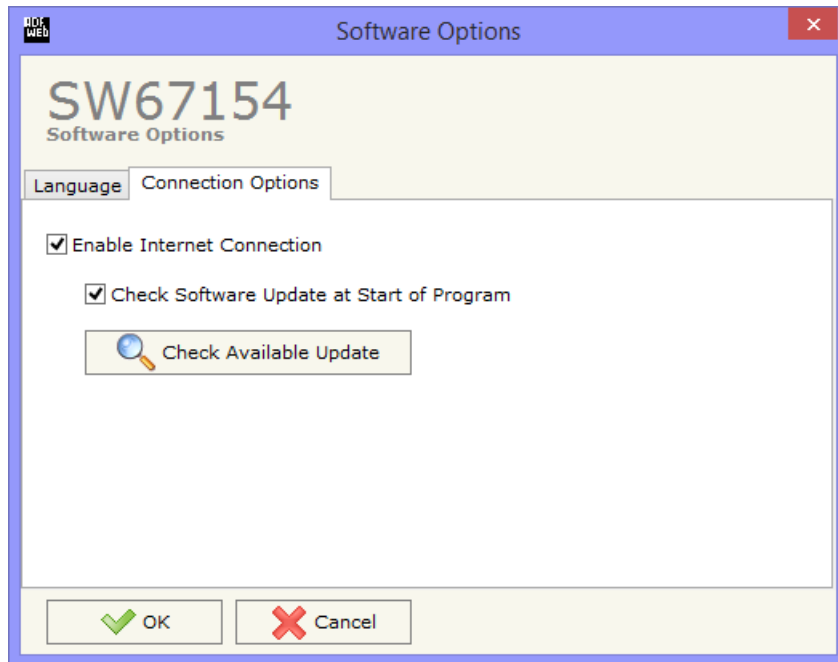 ADF
WEB
Software Options
SW67154
Software Options
Language
Connection Options
Enable Internet Connection
Check Software Update at Start of Program
Check Available Update
OK
Cancel